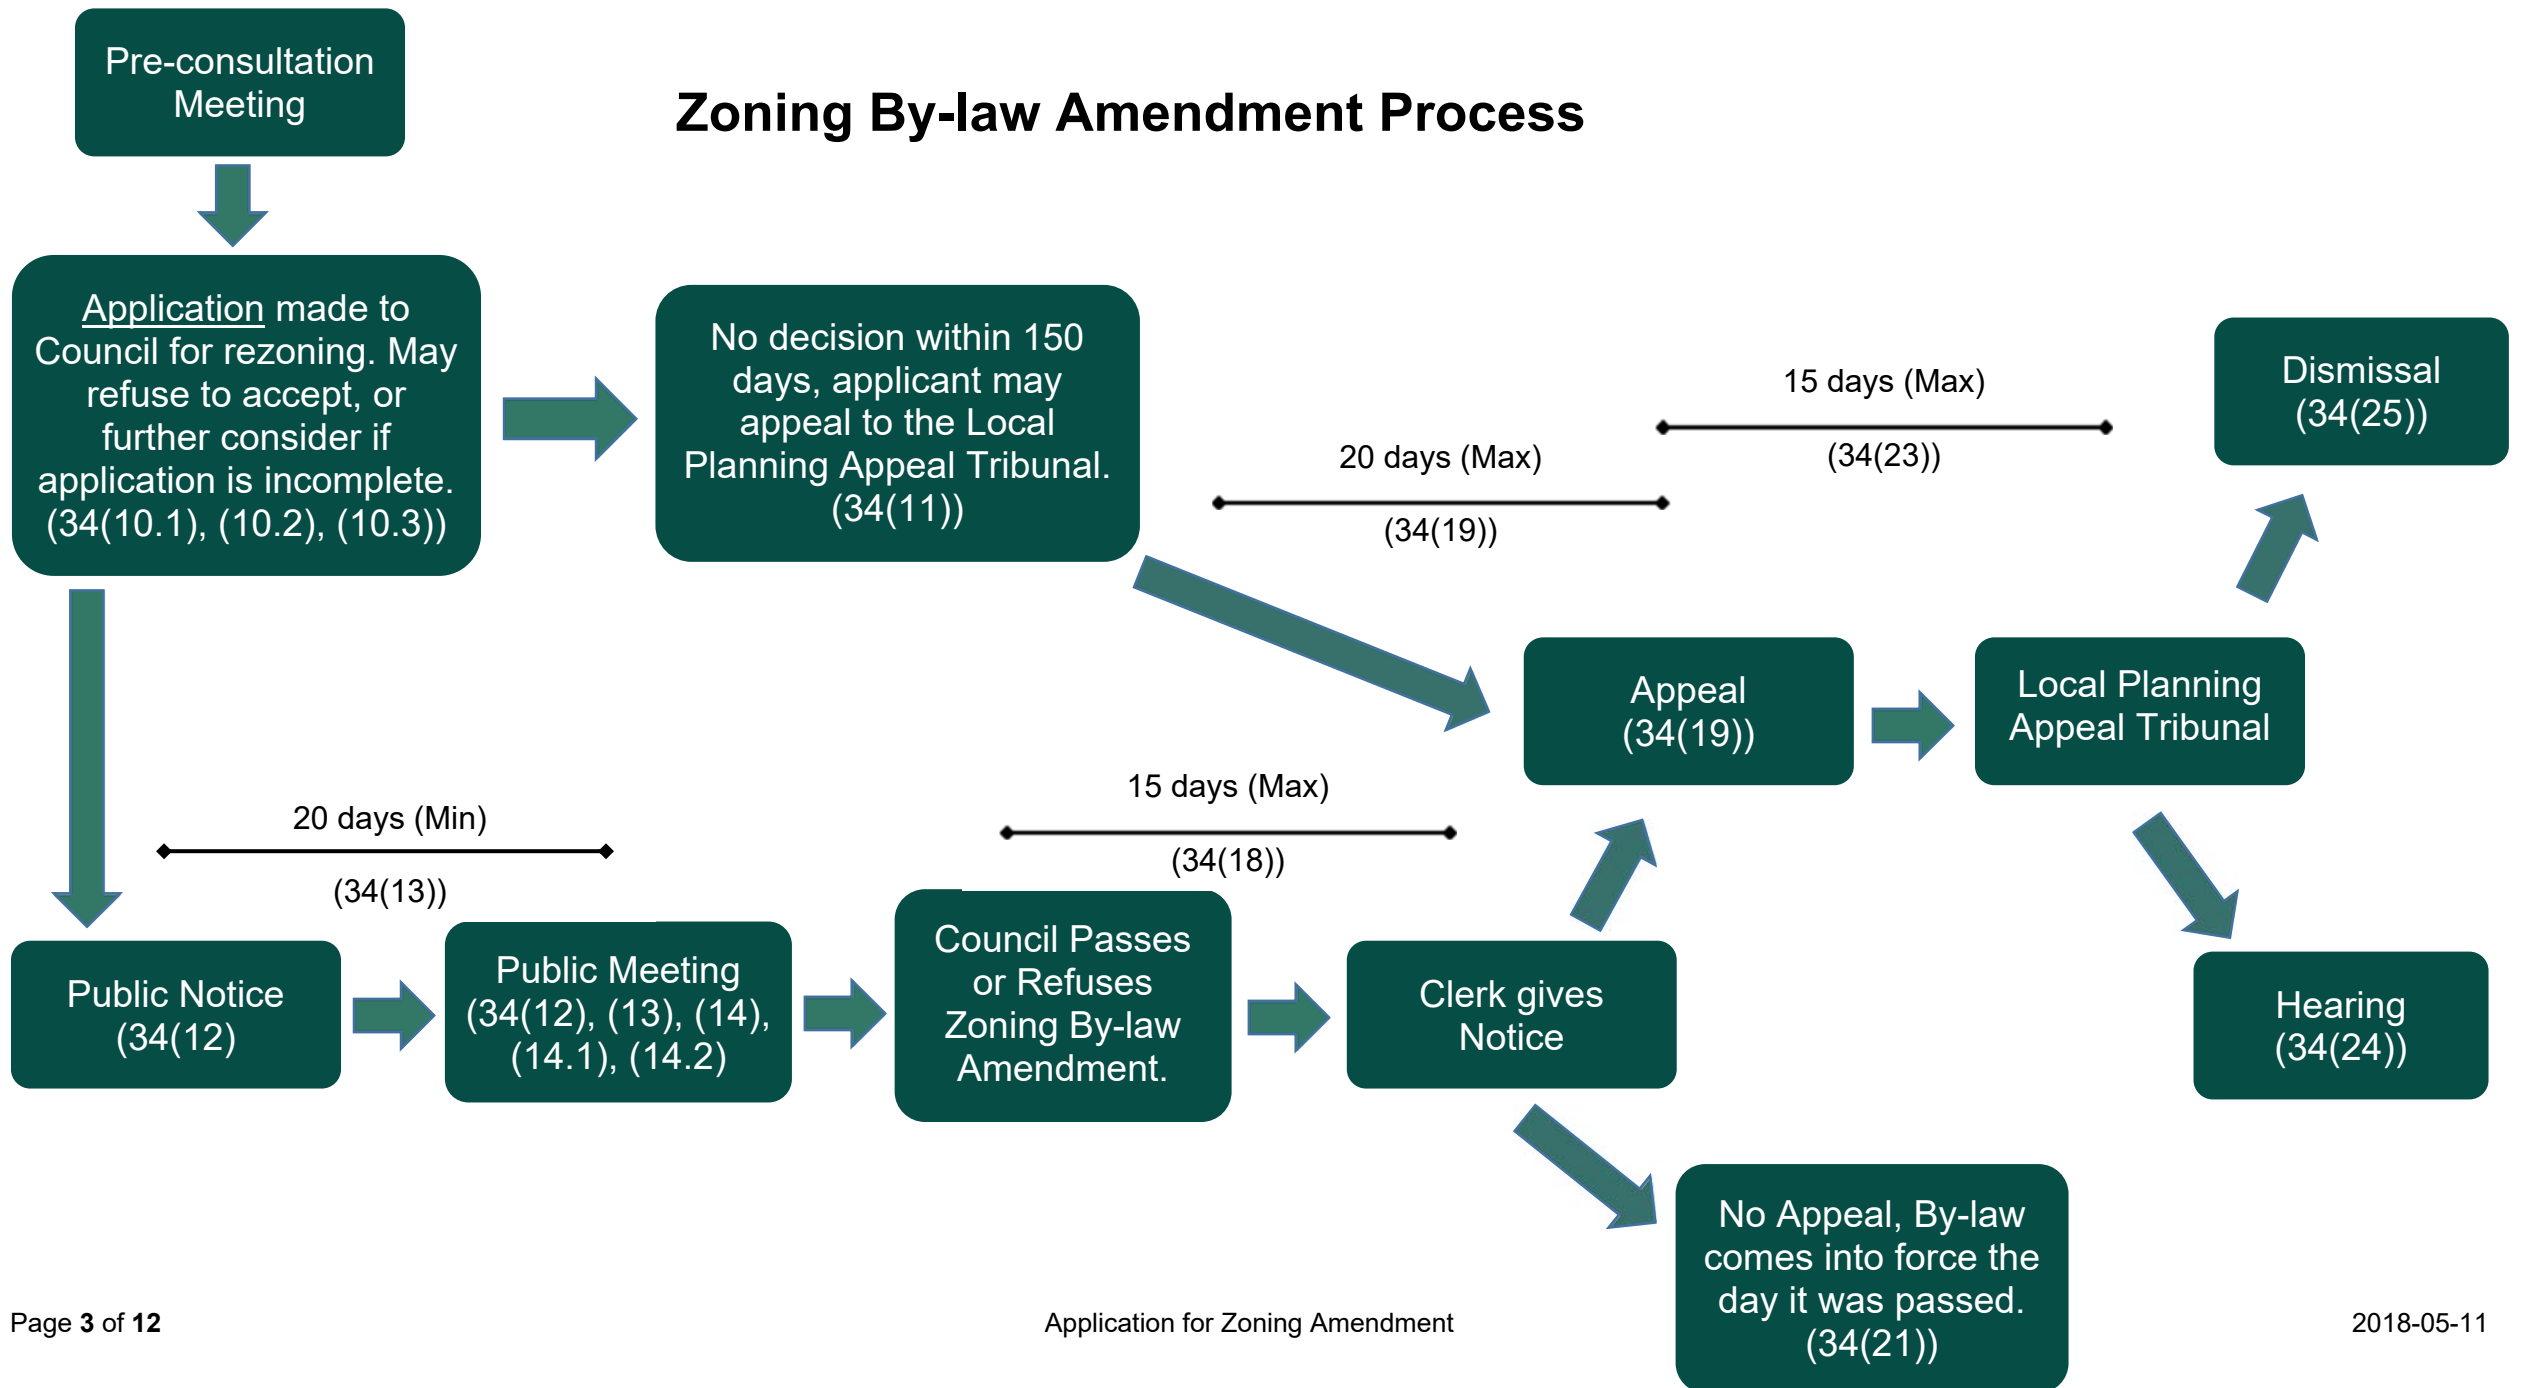 Pre-consultation
Meeting
Zoning By-law Amendment Process
Application made to
Council for rezoning. May
refuse to accept, or
further consider if
application is incomplete.
(34(10.1), (10.2), (10.3))
No decision within 150
days, applicant may
appeal to the Local
Planning Appeal Tribunal.
(34(11))
20 days (Max)
(34(19))
15 days (Max)
(34(23))
Dismissal
(34(25))
Appeal
(34(19))
Local Planning
Appeal Tribunal
20 days (Min)
(34(13))
15 days (Max)
(34(18))
Public Notice
(34(12)
Public Meeting
(34(12), (13), (14),
(14.1), (14.2)
Council Passes
or Refuses
Zoning By-law
Amendment.
Clerk gives
Notice
Hearing
(34(24))
No Appeal, By-law
comes into force the
day it was passed.
(34(21))
Page 3 of 12
Application for Zoning Amendment
2018-05-11